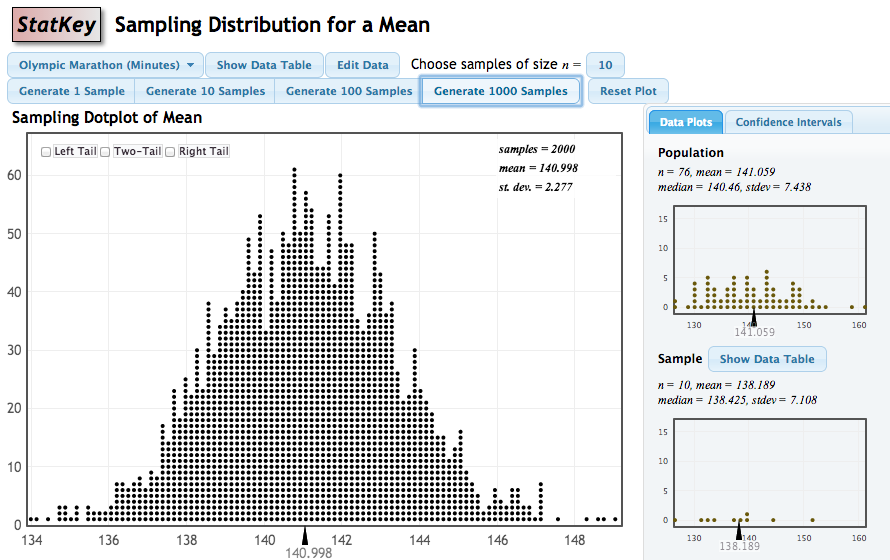 StatKey Sampling Distribution for a Mean
Olympic Marathon (Minutes) Show Data Table Edit Data Choose samples of size n = 10
Generate 1 Sample Generate 10 Samples Generate 100 Samples Generate 1000 Samples Reset Plot
Sampling Dotplot of Mean
Left Tail Two-Tail Right Tail
samples = 2000
mean = 140.998
st. dev. = 2.277
60
50
40
30
20
10
0
134 136 138 140 142 144 146 148
140.998
Data Plots Confidence Intervals
Population
n = 76, mean = 141.059
median = 140.46, stdev = 7.438
15
10
5
0
130 140 150 160
141.059
Sample Show Data Table
n = 10, mean = 138.189
median = 138.425, stdev = 7.108
15
10
5
0
130 140 150 160
138.189